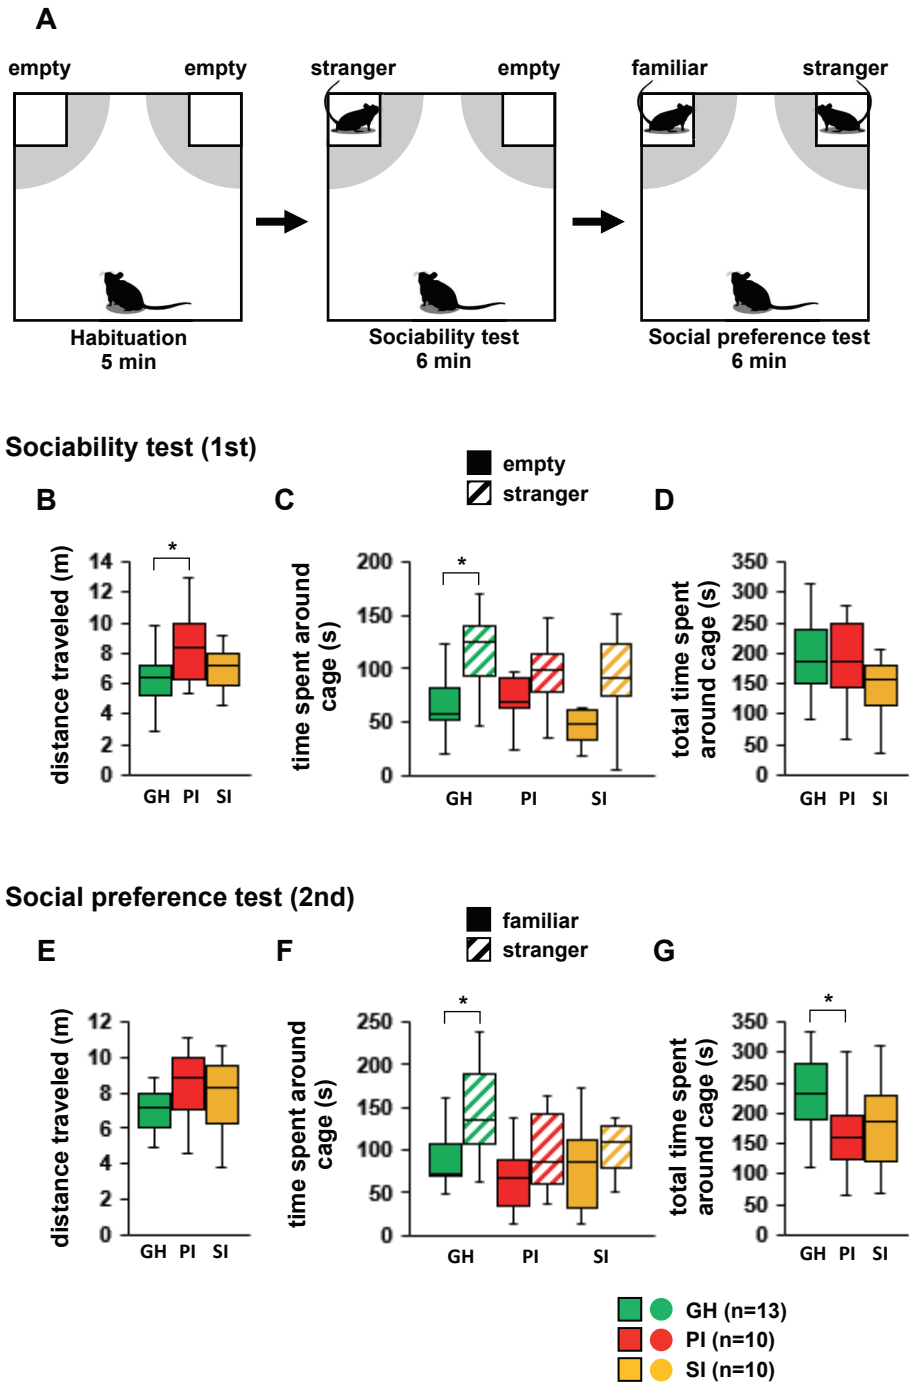 A
empty empty stranger empty familiar stranger
Habituation Sociability test Social preference test
5 min 6 min 6 min
Sociability test (1st)
empty
stranger
B C D
distance traveled (m)
14
12
10
8
6
4
2
0
*
GH PI SI
time spent around
cage (s)
200
150
100
50
0
*
GH PI SI
total time spent
around cage (s)
350
300
250
200
150
100
50
0
GH PI SI
Social preference test (2nd)
familiar
stranger
E F G
distance traveled (m)
12
10
8
6
4
2
0
GH PI SI
time spent around
cage (s)
250
200
150
100
50
0
*
GH PI SI
total time spent
around cage (s)
350
300
250
200
150
100
50
0
*
GH PI SI
GH (n=13)
PI (n=10)
SI (n=10)